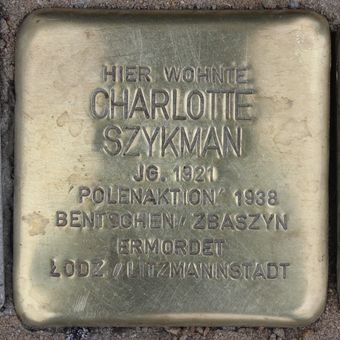 HIER WOHNTE
CHARLOTTE
SZYKMAN
JG. 1921
'POLENAKTION' 1938
BENTSCHEN / ZBASZYN
ERMORDET
ŁODZ / LITZMANNSTADT